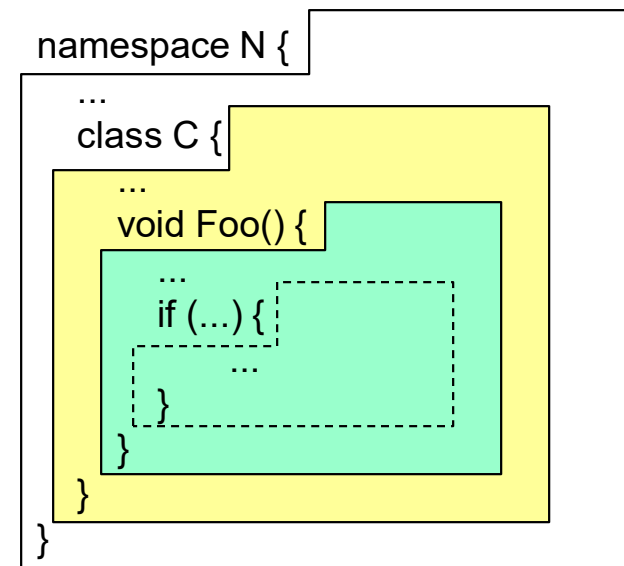 namespace N {
...
class C {
...
void Foo() {
...
if (...) {
...
}
}
}
}